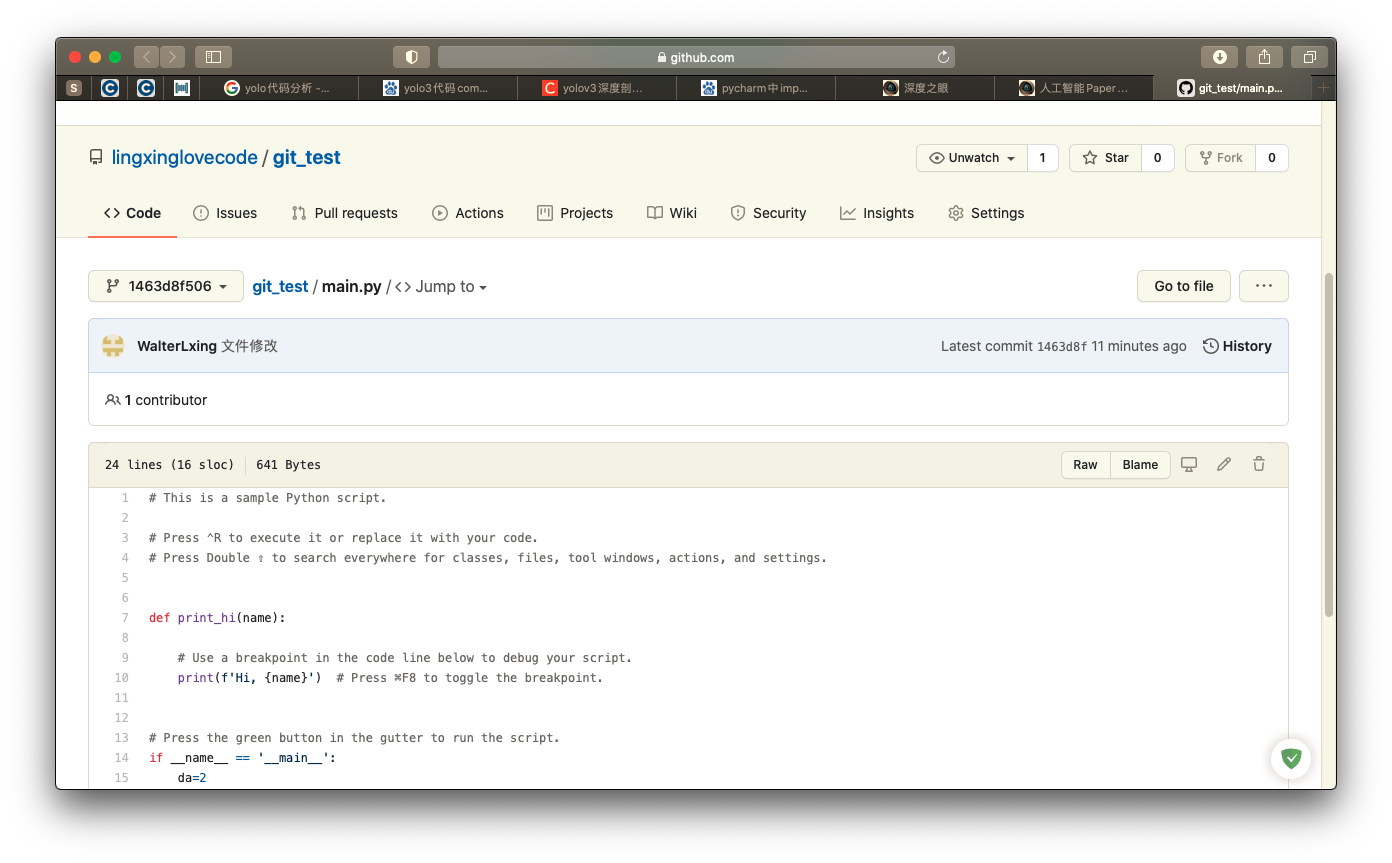 github.com
S
yolo代码分析 -...
yolo3代码 com...
yolov3深度剖...
pycharm中 imp...
深度之眼
人工智能Paper...
git_test/main.p...
lingxinglovecode / git_test
Unwatch 1
Star 0
Fork 0
Code
Issues
Pull requests
Actions
Projects
Wiki
Security
Insights
Settings
1463d8f506
git_test / main.py / <> Jump to
Go to file
...
WalterLxing 文件修改
Latest commit 1463d8f 11 minutes ago
History
1 contributor
24 lines (16 sloc)
641 Bytes
Raw
Blame
1 # This is a sample Python script.
2
3 # Press ^R to execute it or replace it with your code.
4 # Press Double ⇧ to search everywhere for classes, files, tool windows, actions, and settings.
5
6
7 def print_hi(name):
8
9 # Use a breakpoint in the code line below to debug your script.
10 print(f'Hi, {name}')  # Press ⌘F8 to toggle the breakpoint.
11
12
13 # Press the green button in the gutter to run the script.
14 if __name__ == '__main__':
15 da=2